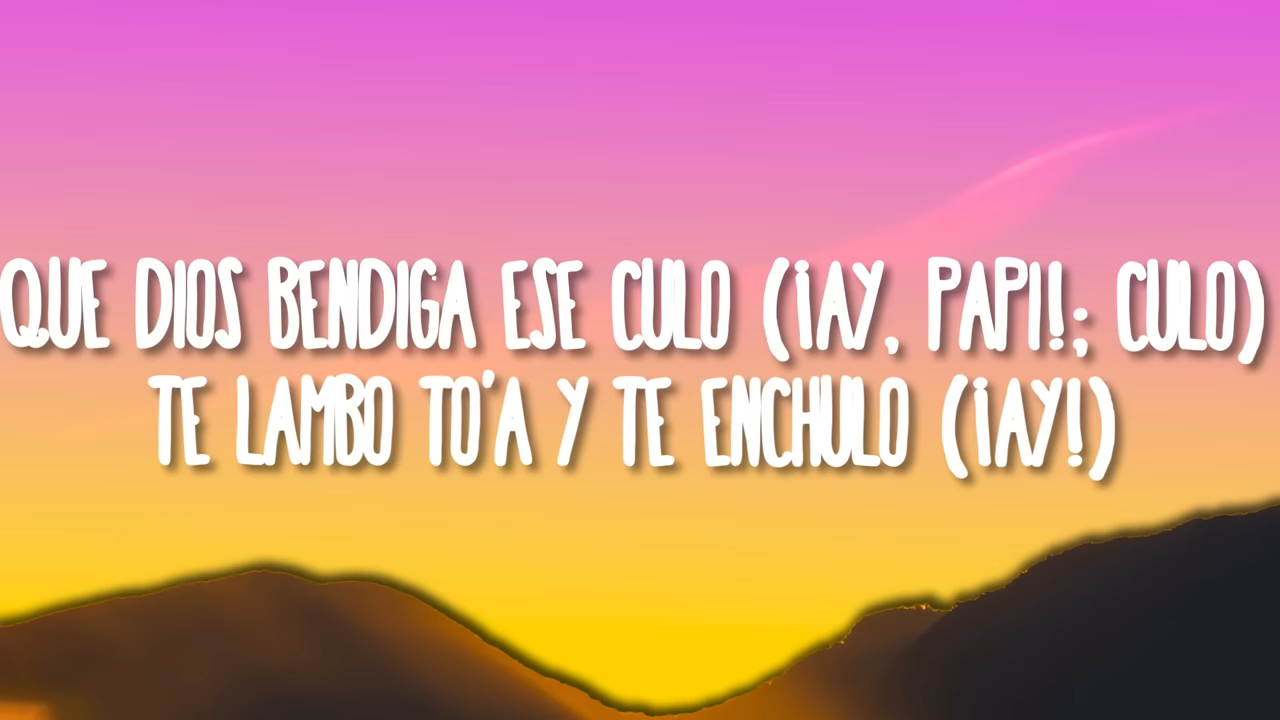 QUE DIOS BENDIGA ESE CULO (¡AY, PAPI!; CULO)
TE LAMBO TO'A Y TE ENCHULO (¡AY!)